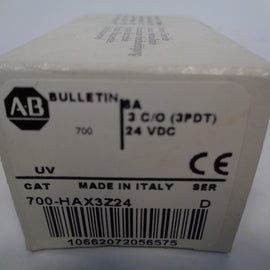 AB
BULLETIN
700
8A
3 C/O (3PDT)
24 VDC
UV
CE
CAT
MADE IN ITALY
SER
700-HAX3Z24
D
10662072056575